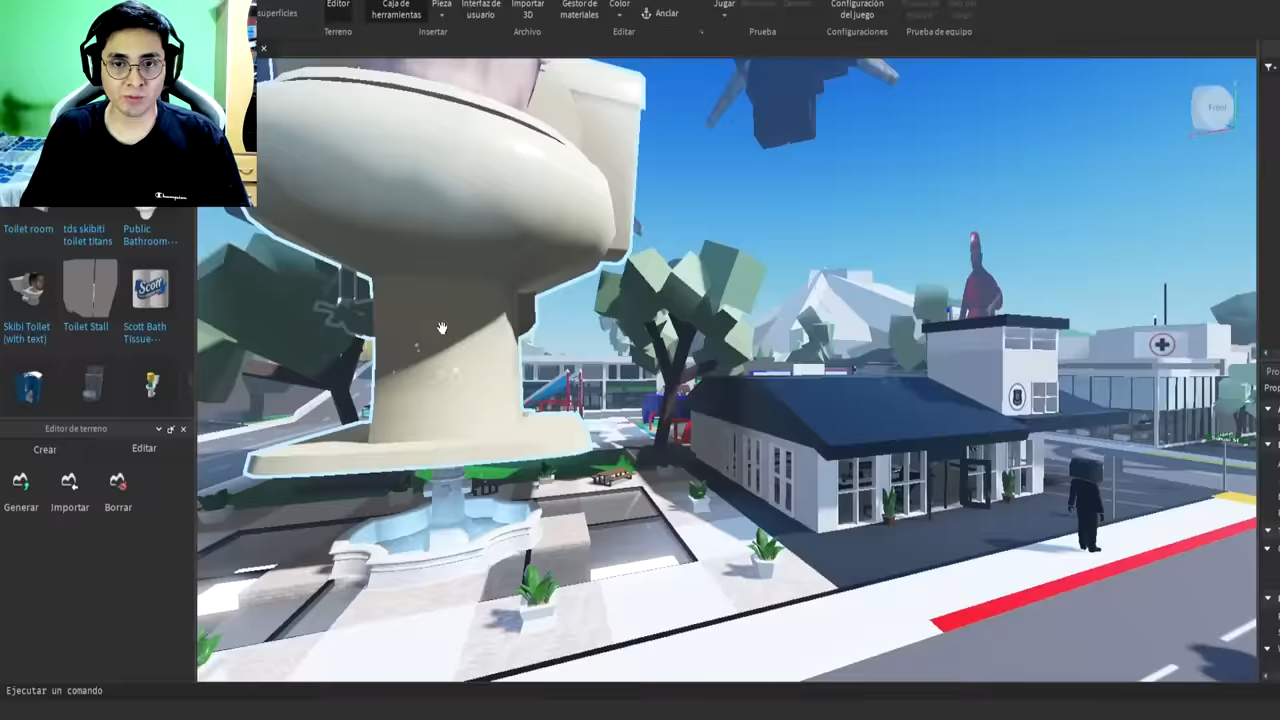 superficies
Editor
Terreno
Caja de
herramientas
Pieza
Interfaz de
usuario
Importar
3D
Insertar
Gestor de
materiales
Archivo
Color
Anclar
Editar
Jugar
Prueba
Configuración
del juego
Configuraciones
Prueba de equipo
Front
Toilet room
tds skibiti
toilet titans
Public
Bathroom···
Scott
Skibi Toilet
(with text)
Toilet Stall
Scott Bath
Tissue···
Editor de terreno
Crear
Editar
Generar
Importar
Borrar
Ejecutar un comando
Champion
Pro
Prop